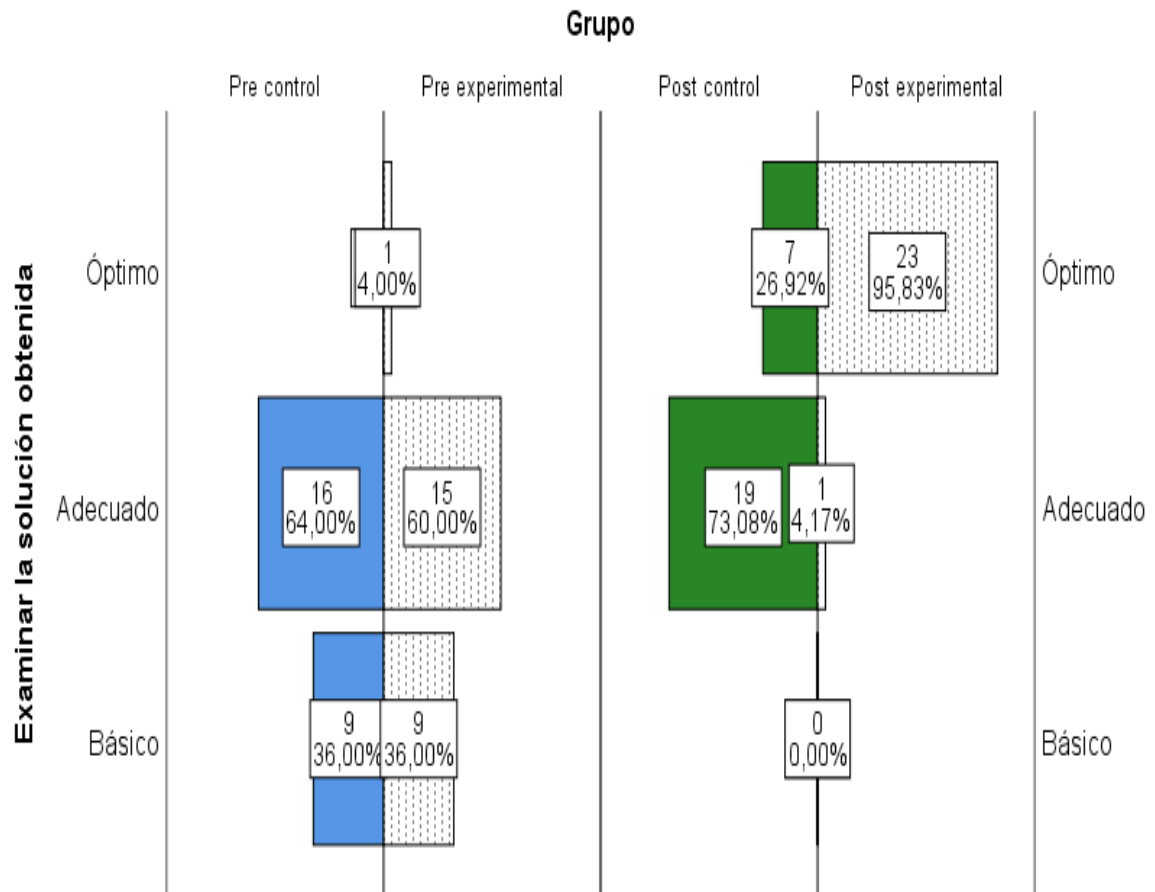 Grupo
Pre control
Pre experimental
Post control
Post experimental
Examinar la solución obtenida
Óptimo
1
4,00%
7
26,92%
23
95,83%
Óptimo
Adecuado
16
64,00%
15
60,00%
19
73,08%
1
4,17%
Adecuado
Básico
9
36,00%
9
36,00%
0
0,00%
Básico